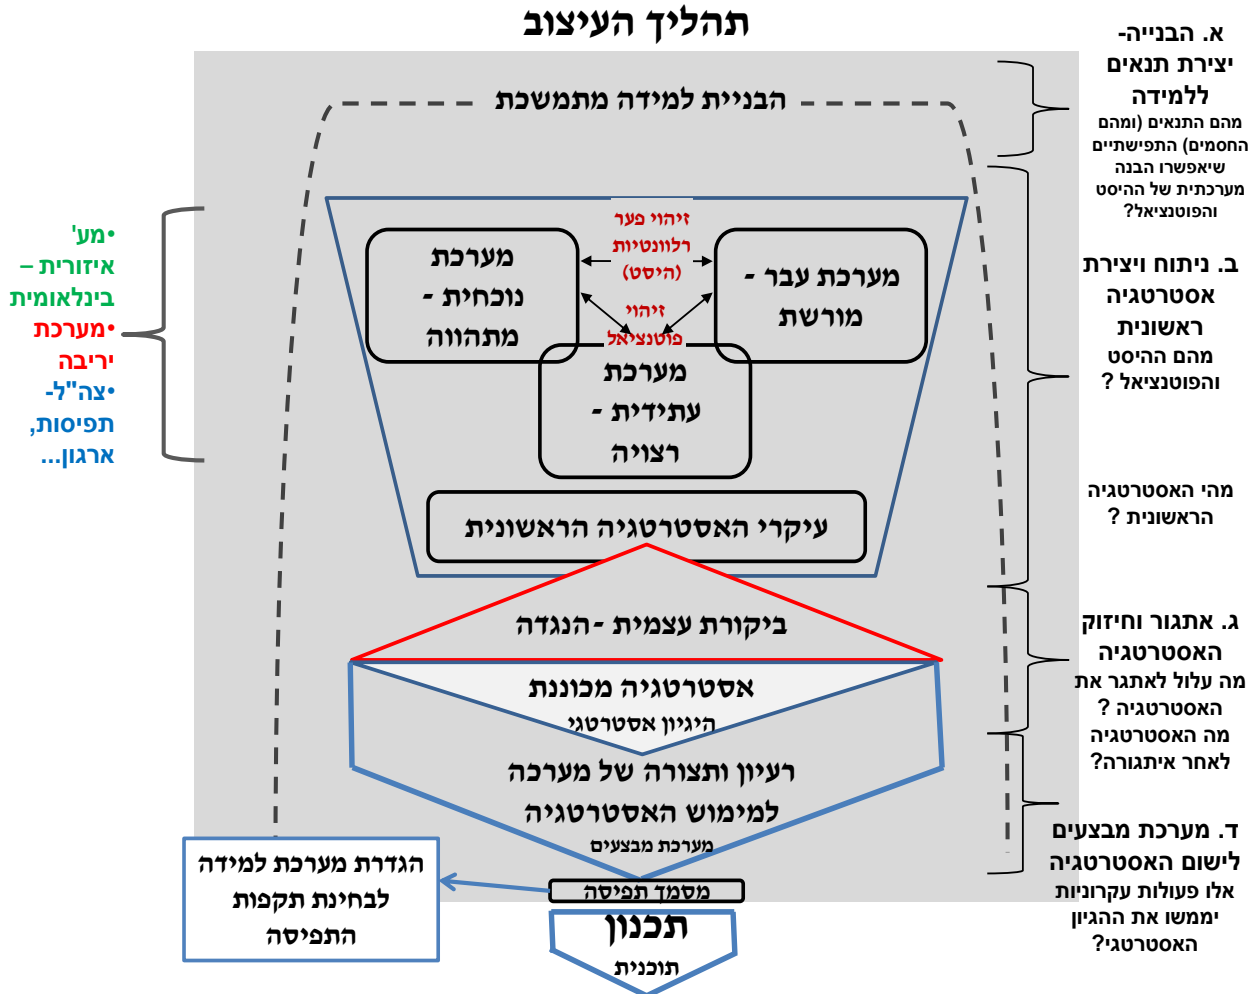 תהליך העיצוב
א. הבנייה-
יצירת תנאים
ללמידה
מהם התנאים (ומהם
החסמים) התפישתיים
שיאפשרו הבנה
מערכתית של ההיסט
והפוטנציאל?
הבניית למידה מתמשכת
ב. ניתוח ויצירת
אסטרטגיה
ראשונית
מהם ההיסט
והפוטנציאל ?
מהי האסטרטגיה
הראשונית ?
זיהוי פער
רלוונטיות
(היסט)
זיהוי
פוטנציאל
מערכת עבר -
מורשת
מערכת
נוכחית -
מתהווה
מערכת
עתידית -
רצויה
•מע'
איזורית –
בינלאומית
•מערכת
יריבה
•צה"ל-
תפיסות,
ארגון...
עיקרי האסטרטגיה הראשונית
ג. אתגור וחיזוק
האסטרטגיה
מה עלול לאתגר את
האסטרטגיה ?
מה האסטרטגיה
לאחר איתגורה?
ביקורת עצמית -הנגדה
אסטרטגיה מכוננת
היגיון אסטרטגי
רעיון ותצורה של מערכה
למימוש האסטרטגיה
מערכת מבצעים
ד. מערכת מבצעים
לישום האסטרטגיה
אלו פעולות עקרוניות
יממשו את ההגיון
האסטרטגי?
מסמך תפיסה
הגדרת מערכת למידה
לבחינת תקפות
התפיסה
תכנון
תוכנית